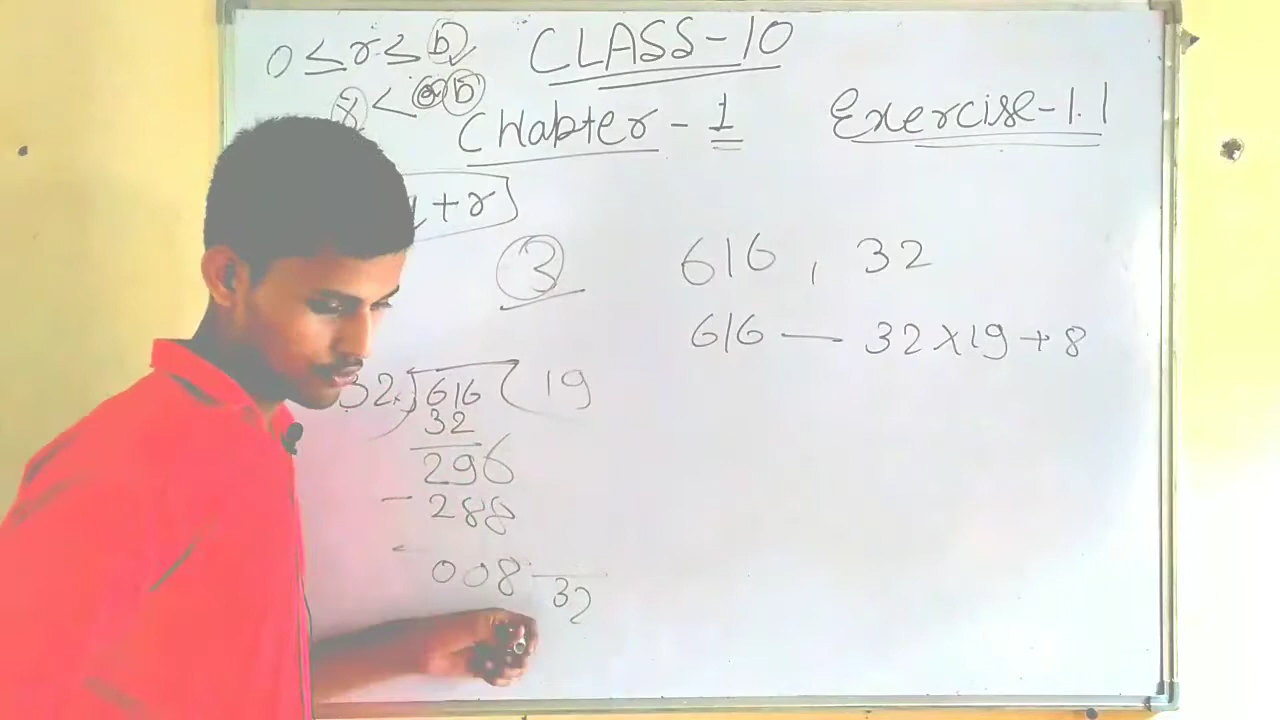 0 ≤ r ≤ b
CLASS-10
r < b
Chapter - 1
Exercise-1.1
+r
3
616 , 32
616 — 32×19+8
32)616(19
32
296
- 288
008
32